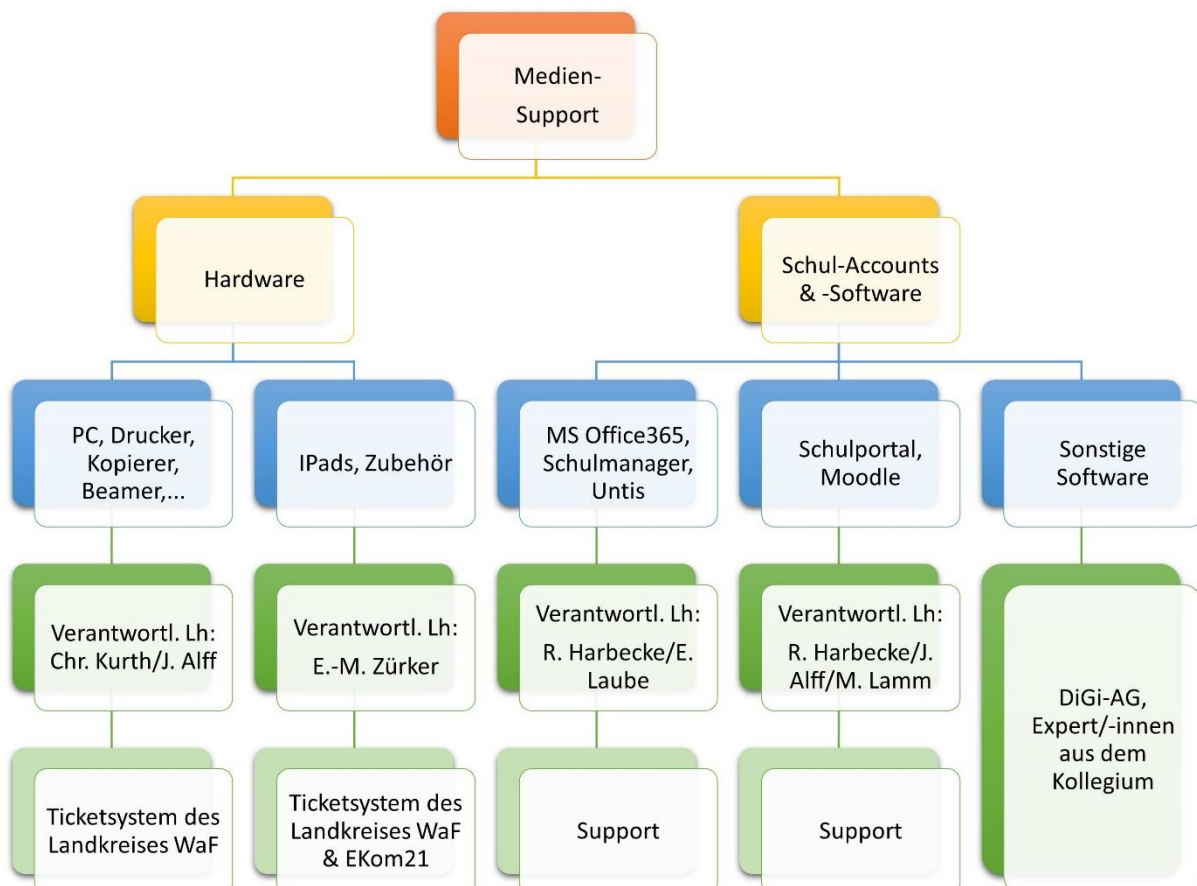 Medien-
Support
Hardware
Schul-Accounts
& -Software
PC, Drucker,
Kopierer,
Beamer,...
IPads, Zubehör
MS Office365,
Schulmanager,
Untis
Schulportal,
Moodle
Sonstige
Software
Verantwortl. Lh:
Chr. Kurth/J. Alff
Verantwortl. Lh:
E.-M. Zürker
Verantwortl. Lh:
R. Harbecke/E.
Laube
Verantwortl. Lh:
R. Harbecke/J.
Alff/M. Lamm
DiGi-AG,
Expert/-innen
aus dem
Kollegium
Ticketsystem des
Landkreises WaF
Ticketsystem des
Landkreises WaF
& EKom21
Support
Support